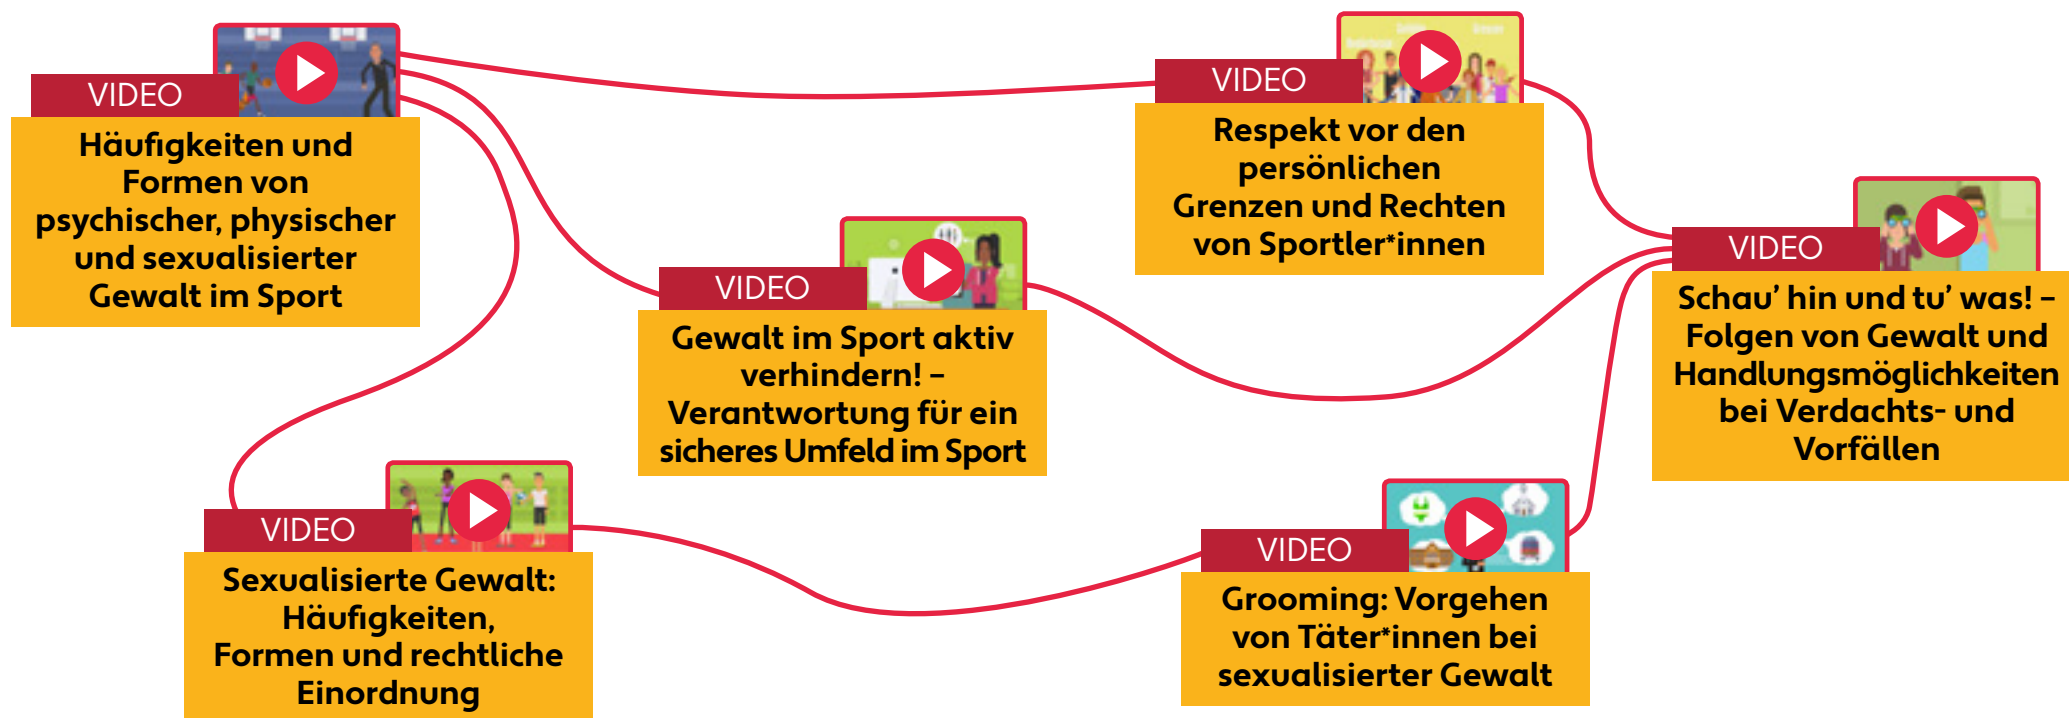 VIDEO
Häufigkeiten und
Formen von
psychischer, physischer
und sexualisierter
Gewalt im Sport
VIDEO
Respekt vor den
persönlichen
Grenzen und Rechten
von Sportler*innen
VIDEO
Gewalt im Sport aktiv
verhindern! –
Verantwortung für ein
sicheres Umfeld im Sport
VIDEO
Schau’ hin und tu’ was! –
Folgen von Gewalt und
Handlungsmöglichkeiten
bei Verdachts- und
Vorfällen
VIDEO
Sexualisierte Gewalt:
Häufigkeiten,
Formen und rechtliche
Einordnung
VIDEO
Grooming: Vorgehen
von Täter*innen bei
sexualisierter Gewalt